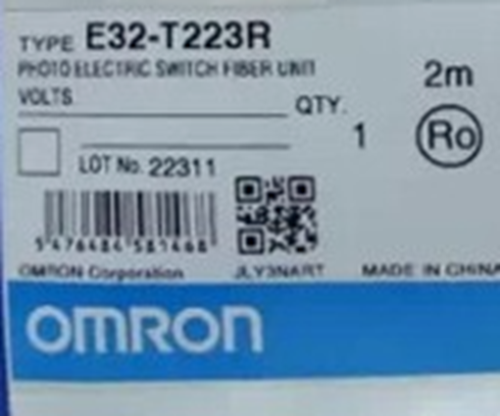 TYPE E32-T223R
PHOTO ELECTRIC SWITCH FIBER UNIT
2m
VOLTS
QTY.
1
Ro
LOT No. 22311
OMRON Corporation
MADE IN CHINA
OMRON